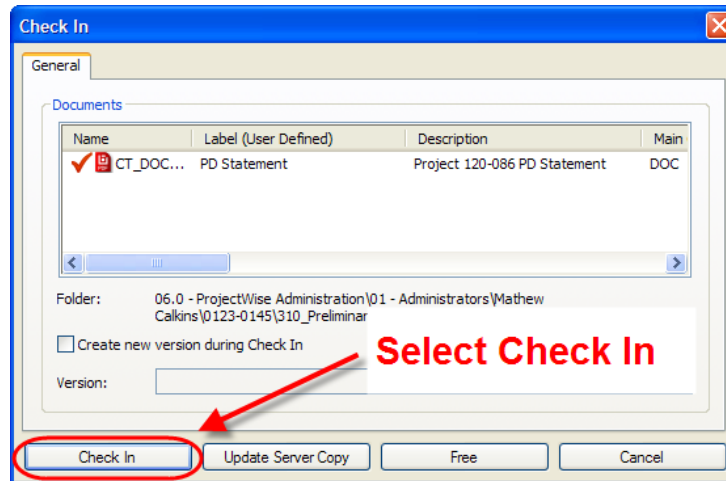 Check In
General
Documents
Name Label (User Defined) Description Main
CT_DOC... PD Statement Project 120-086 PD Statement DOC
Folder: 06.0 - ProjectWise Administration\01 - Administrators\Mathew
Calkins\0123-0145\310_Preliminar
Create new version during Check In
Select Check In
Version:
Check In Update Server Copy Free Cancel